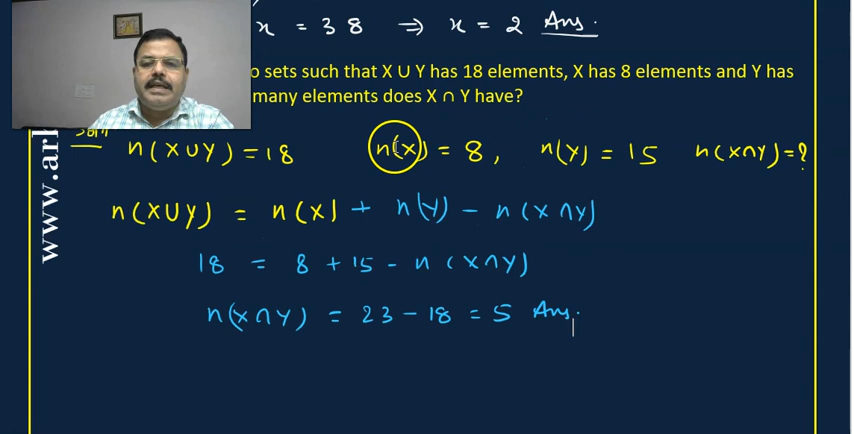 x = 38 ⇒ x = 2 Ans.
o sets such that X ∪ Y has 18 elements, X has 8 elements and Y has
many elements does X ∩ Y have?
Soln
n(X∪Y) = 18 n(X) = 8, n(Y) = 15 n(X∩Y) = ?
n(X∪Y) = n(X) + n(Y) - n(X∩Y)
18 = 8 + 15 - n(X∩Y)
n(X∩Y) = 23 - 18 = 5 Ans.
www.arl